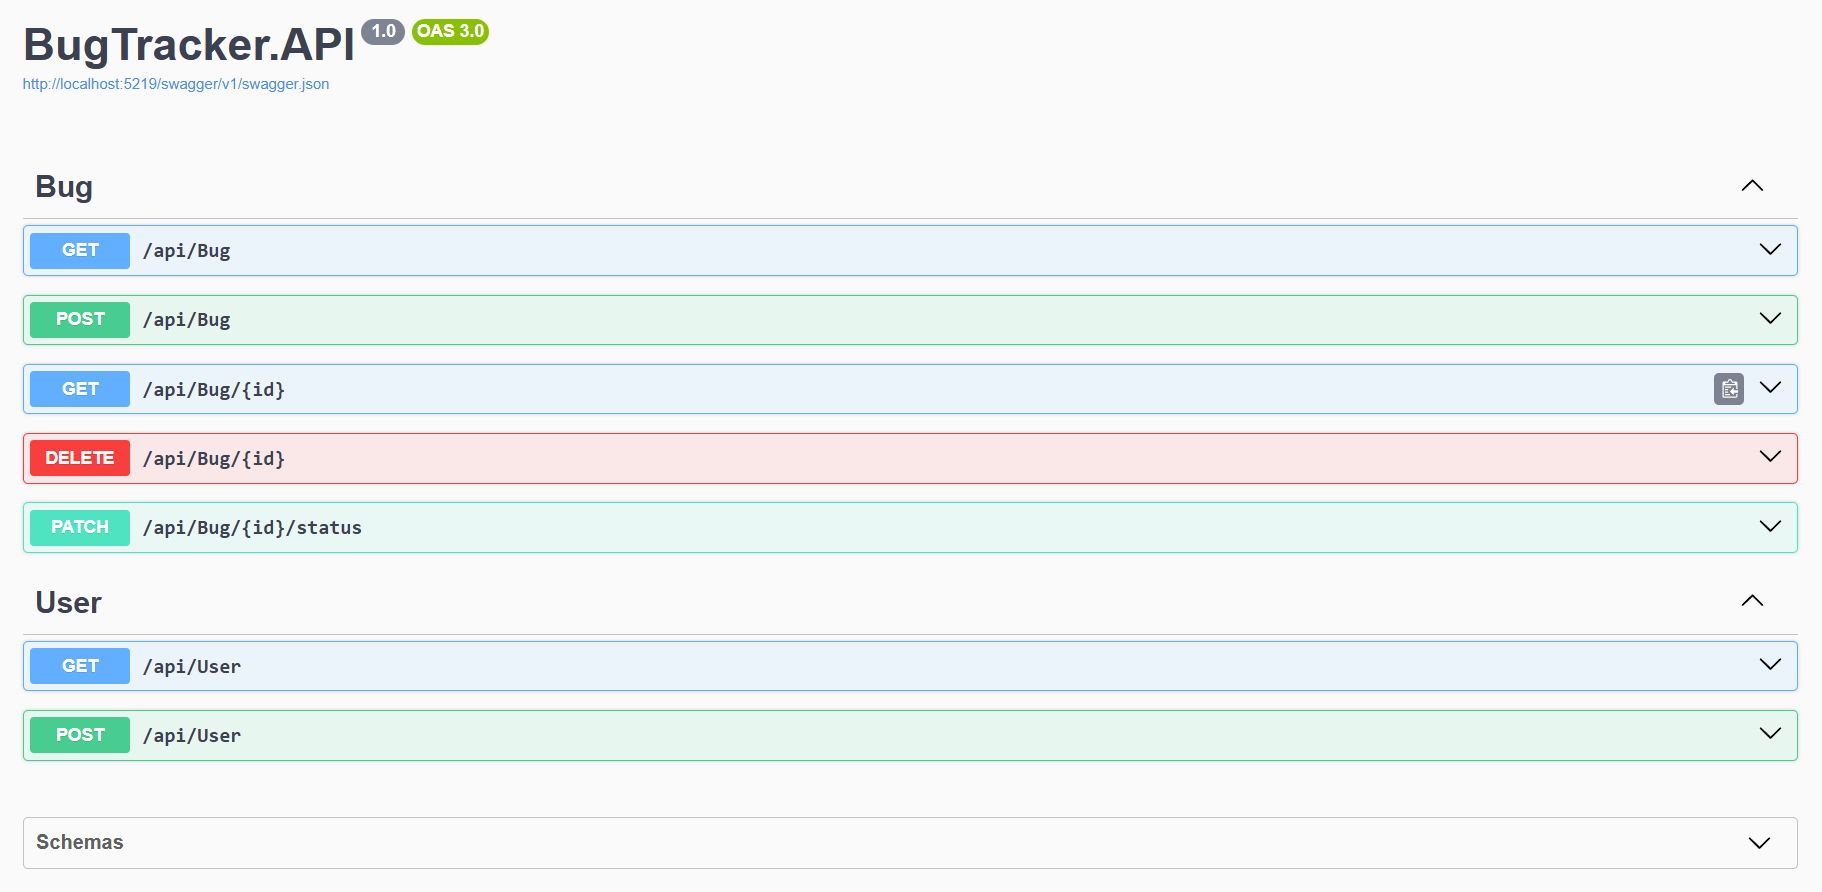 BugTracker.API 1.0 OAS 3.0
http://localhost:5219/swagger/v1/swagger.json
Bug
GET /api/Bug
POST /api/Bug
GET /api/Bug/{id}
DELETE /api/Bug/{id}
PATCH /api/Bug/{id}/status
User
GET /api/User
POST /api/User
Schemas